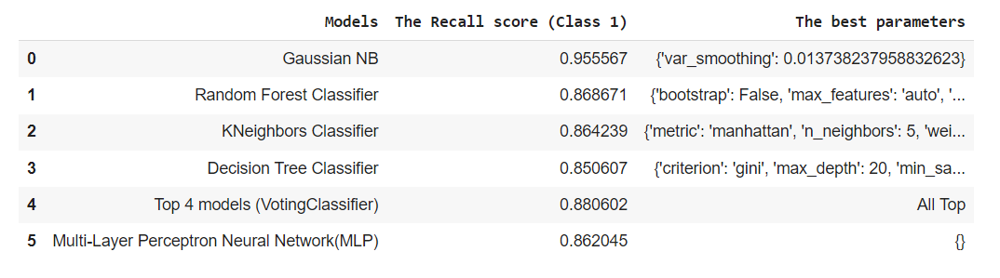 Models The Recall score (Class 1) The best parameters
0 Gaussian NB 0.955567 {'var_smoothing': 0.013738237958832623}
1 Random Forest Classifier 0.868671 {'bootstrap': False, 'max_features': 'auto', '...
2 KNeighbors Classifier 0.864239 {'metric': 'manhattan', 'n_neighbors': 5, 'wei...
3 Decision Tree Classifier 0.850607 {'criterion': 'gini', 'max_depth': 20, 'min_sa...
4 Top 4 models (VotingClassifier) 0.880602 All Top
5 Multi-Layer Perceptron Neural Network(MLP) 0.862045 {}